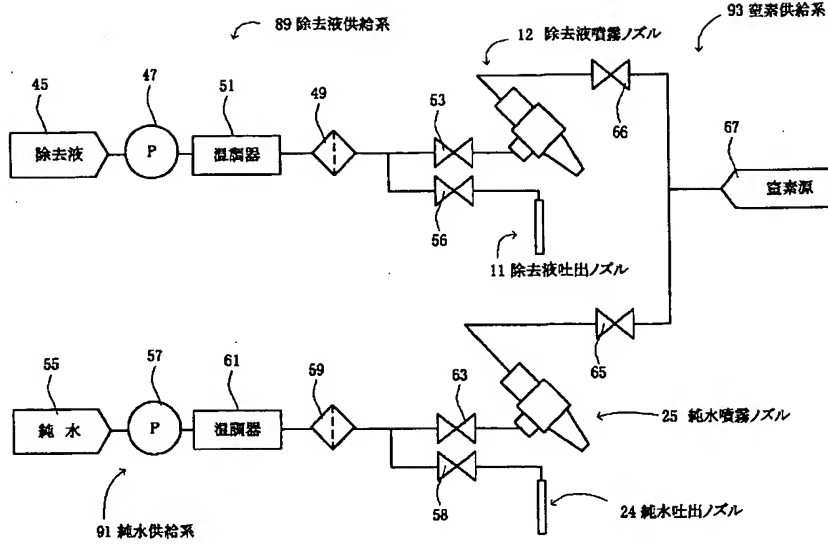 89 除去液供給系
12 除去液噴霧ノズル
93 窒素供給系
45
47
51
49
53
66
67
除去液
P
温調器
窒素源
56
11 除去液吐出ノズル
65
55
57
61
59
63
純水
P
温調器
25 純水噴霧ノズル
58
91 純水供給系
24 純水吐出ノズル